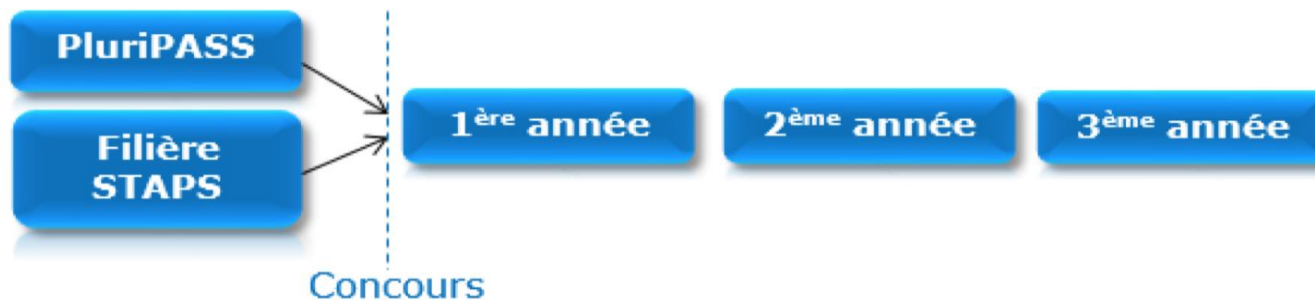 PluriPASS
Filière
STAPS
1ère année
2ème année
3ème année
Concours